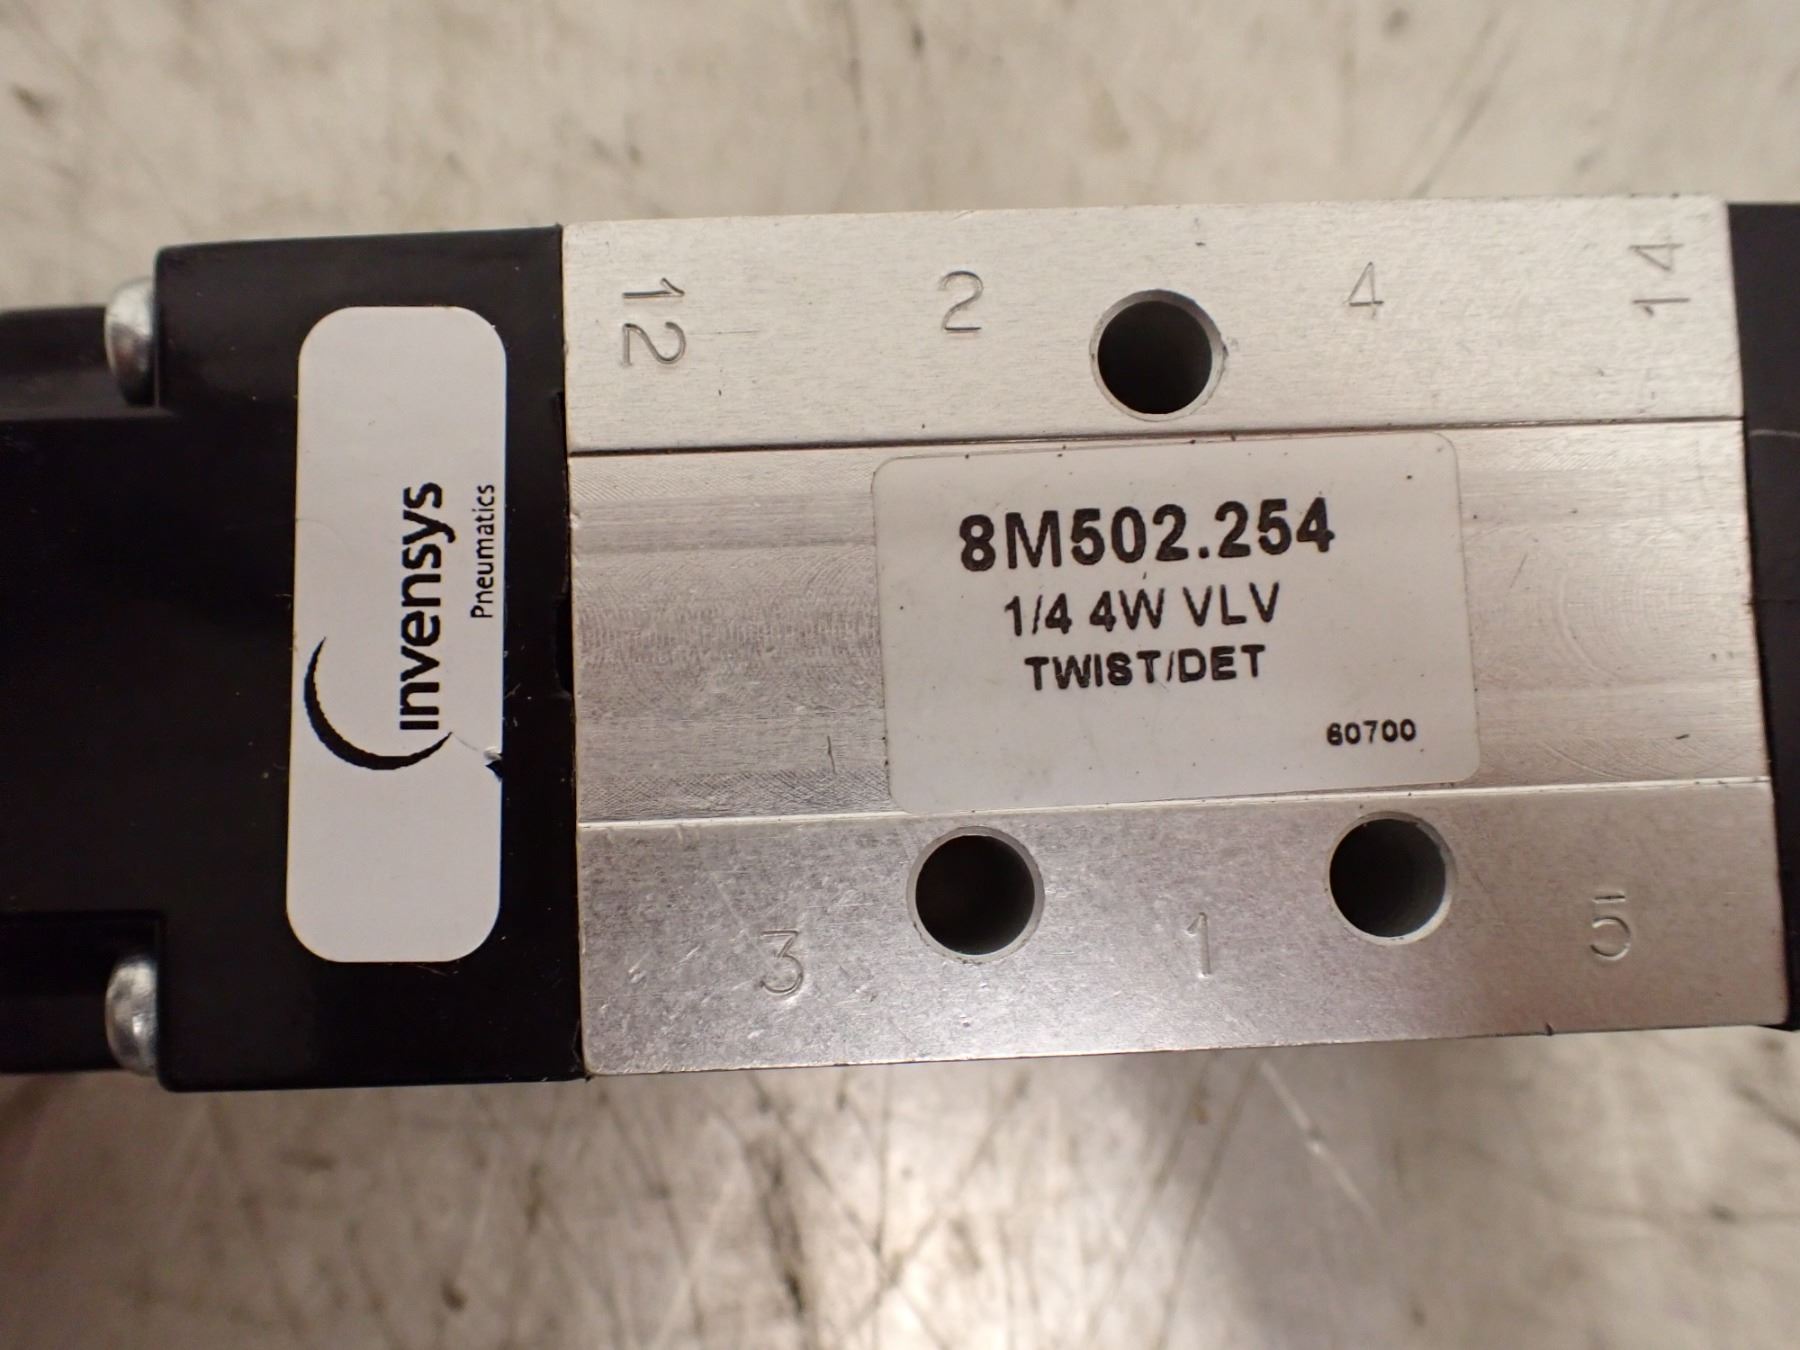 12
2
4
14
invensys
Pneumatics
8M502.254
1/4 4W VLV
TWIST/DET
60700
3
1
5